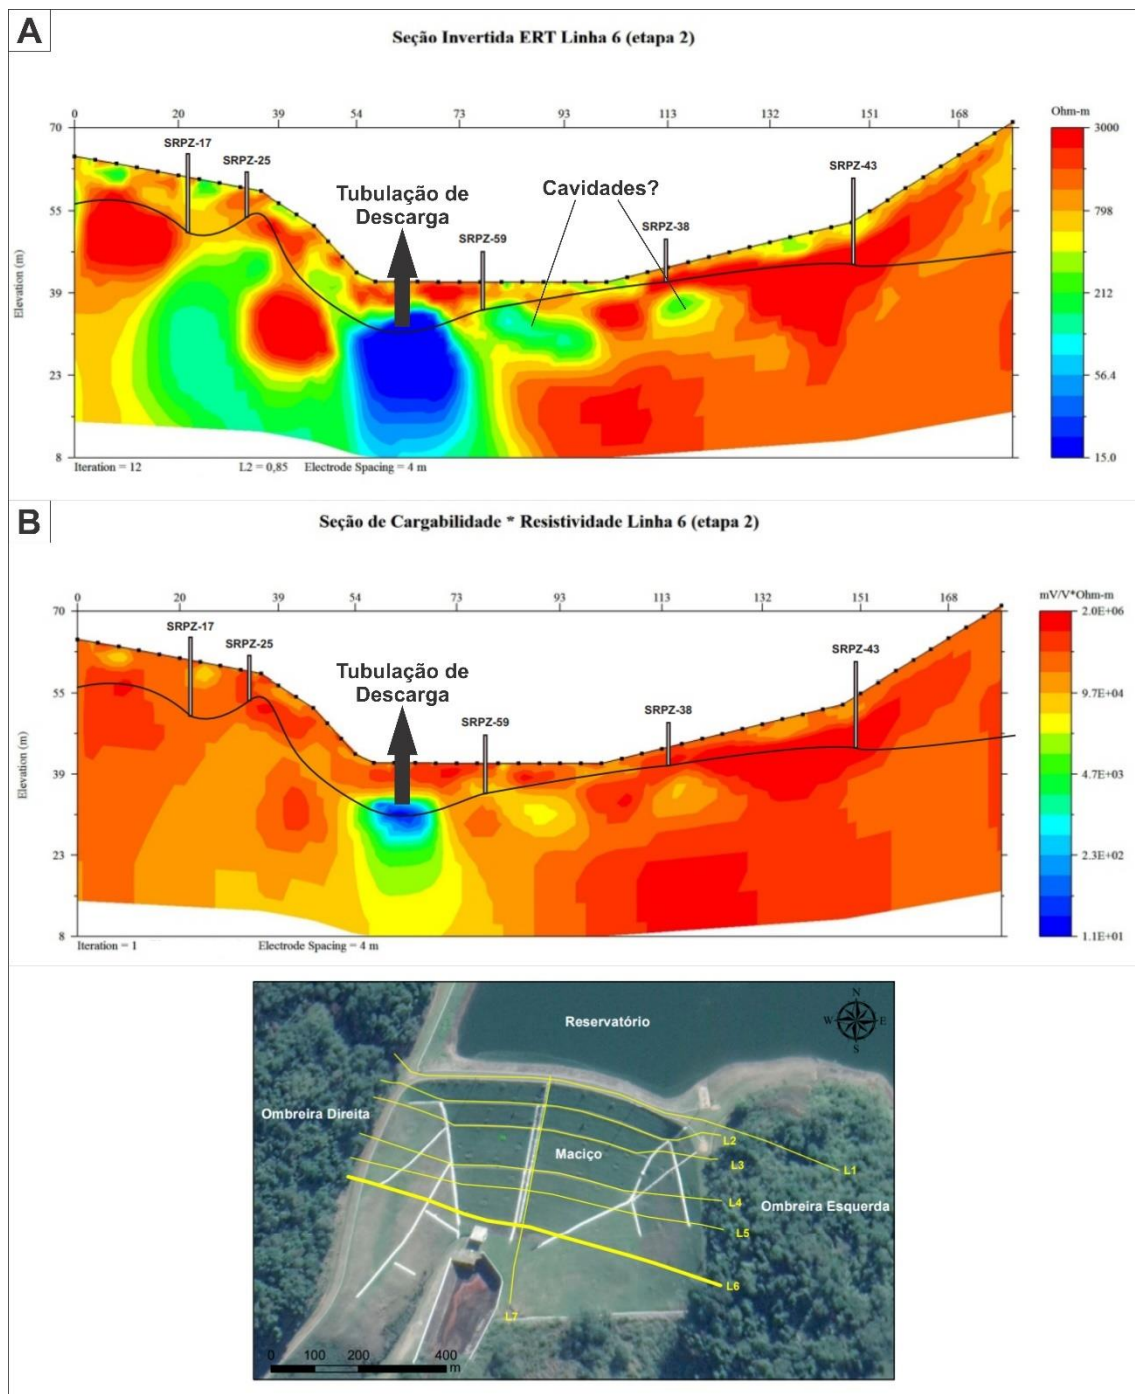 A
Seção Invertida ERT Linha 6 (etapa 2)
0 20 39 54 73 93 113 132 151 168
Ohm-m
70
55
39
23
8
Elevation (m)
SRPZ-17
SRPZ-25
Tubulação de
Descarga
SRPZ-59
Cavidades?
SRPZ-38
SRPZ-43
3000
798
212
56.4
15.0
Iteration = 12 L2 = 0,85 Electrode Spacing = 4 m
B
Seção de Cargabilidade * Resistividade Linha 6 (etapa 2)
0 20 39 54 73 93 113 132 151 168
mV/V*Ohm-m
70
55
39
23
8
Elevation (m)
SRPZ-17
SRPZ-25
Tubulação de
Descarga
SRPZ-59
SRPZ-38
SRPZ-43
2.0E+06
9.7E+04
4.7E+03
2.3E+02
1.1E+01
Iteration = 1 Electrode Spacing = 4 m
Reservatório
N
W E
S
Ombreira Direita
Maciço
L2
L3
L1
L4
Ombreira Esquerda
L5
L6
L7
0 100 200 400
m